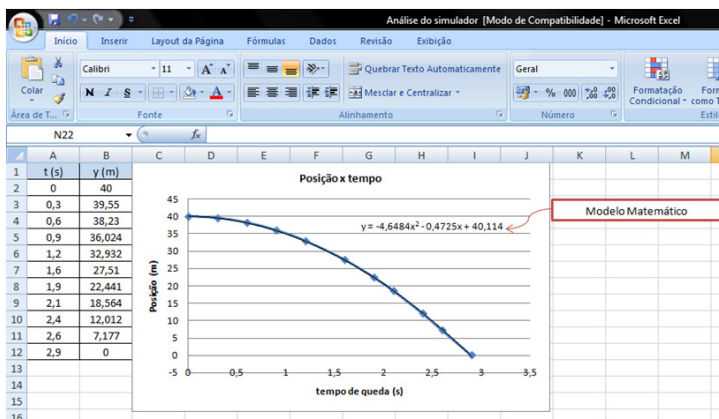 Análise do simulador [Modo de Compatibilidade] - Microsoft Excel
Início Inserir Layout da Página Fórmulas Dados Revisão Exibição
Colar
Calibri 11 A A
N I S A
Quebrar Texto Automaticamente
Mesclar e Centralizar
Geral
% 000
Formatação
Condicional
como
Área de T... Fonte Alinhamento Número Estil
N22 fx
A B C D E F G H I J K L M
1 t (s) y (m)
2 0 40
3 0,3 39,55
4 0,6 38,23
5 0,9 36,024
6 1,2 32,932
7 1,6 27,51
8 1,9 22,441
9 2,1 18,564
10 2,4 12,012
11 2,6 7,177
12 2,9 0
13
14
15
16
Posição x tempo
y = -4,6484x² - 0,4725x + 40,114
Modelo Matemático
Posição (m)
45
40
35
30
25
20
15
10
5
0
-5 0 0,5 1 1,5 2 2,5 3 3,5
tempo de queda (s)